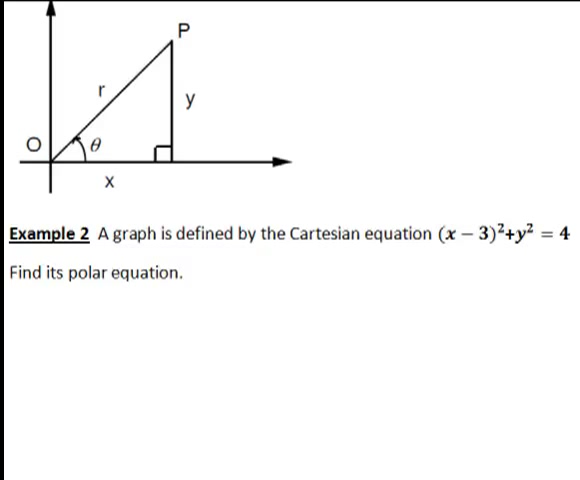 P
r
y
O θ
x
Example 2 A graph is defined by the Cartesian equation (x – 3)²+y² = 4
Find its polar equation.